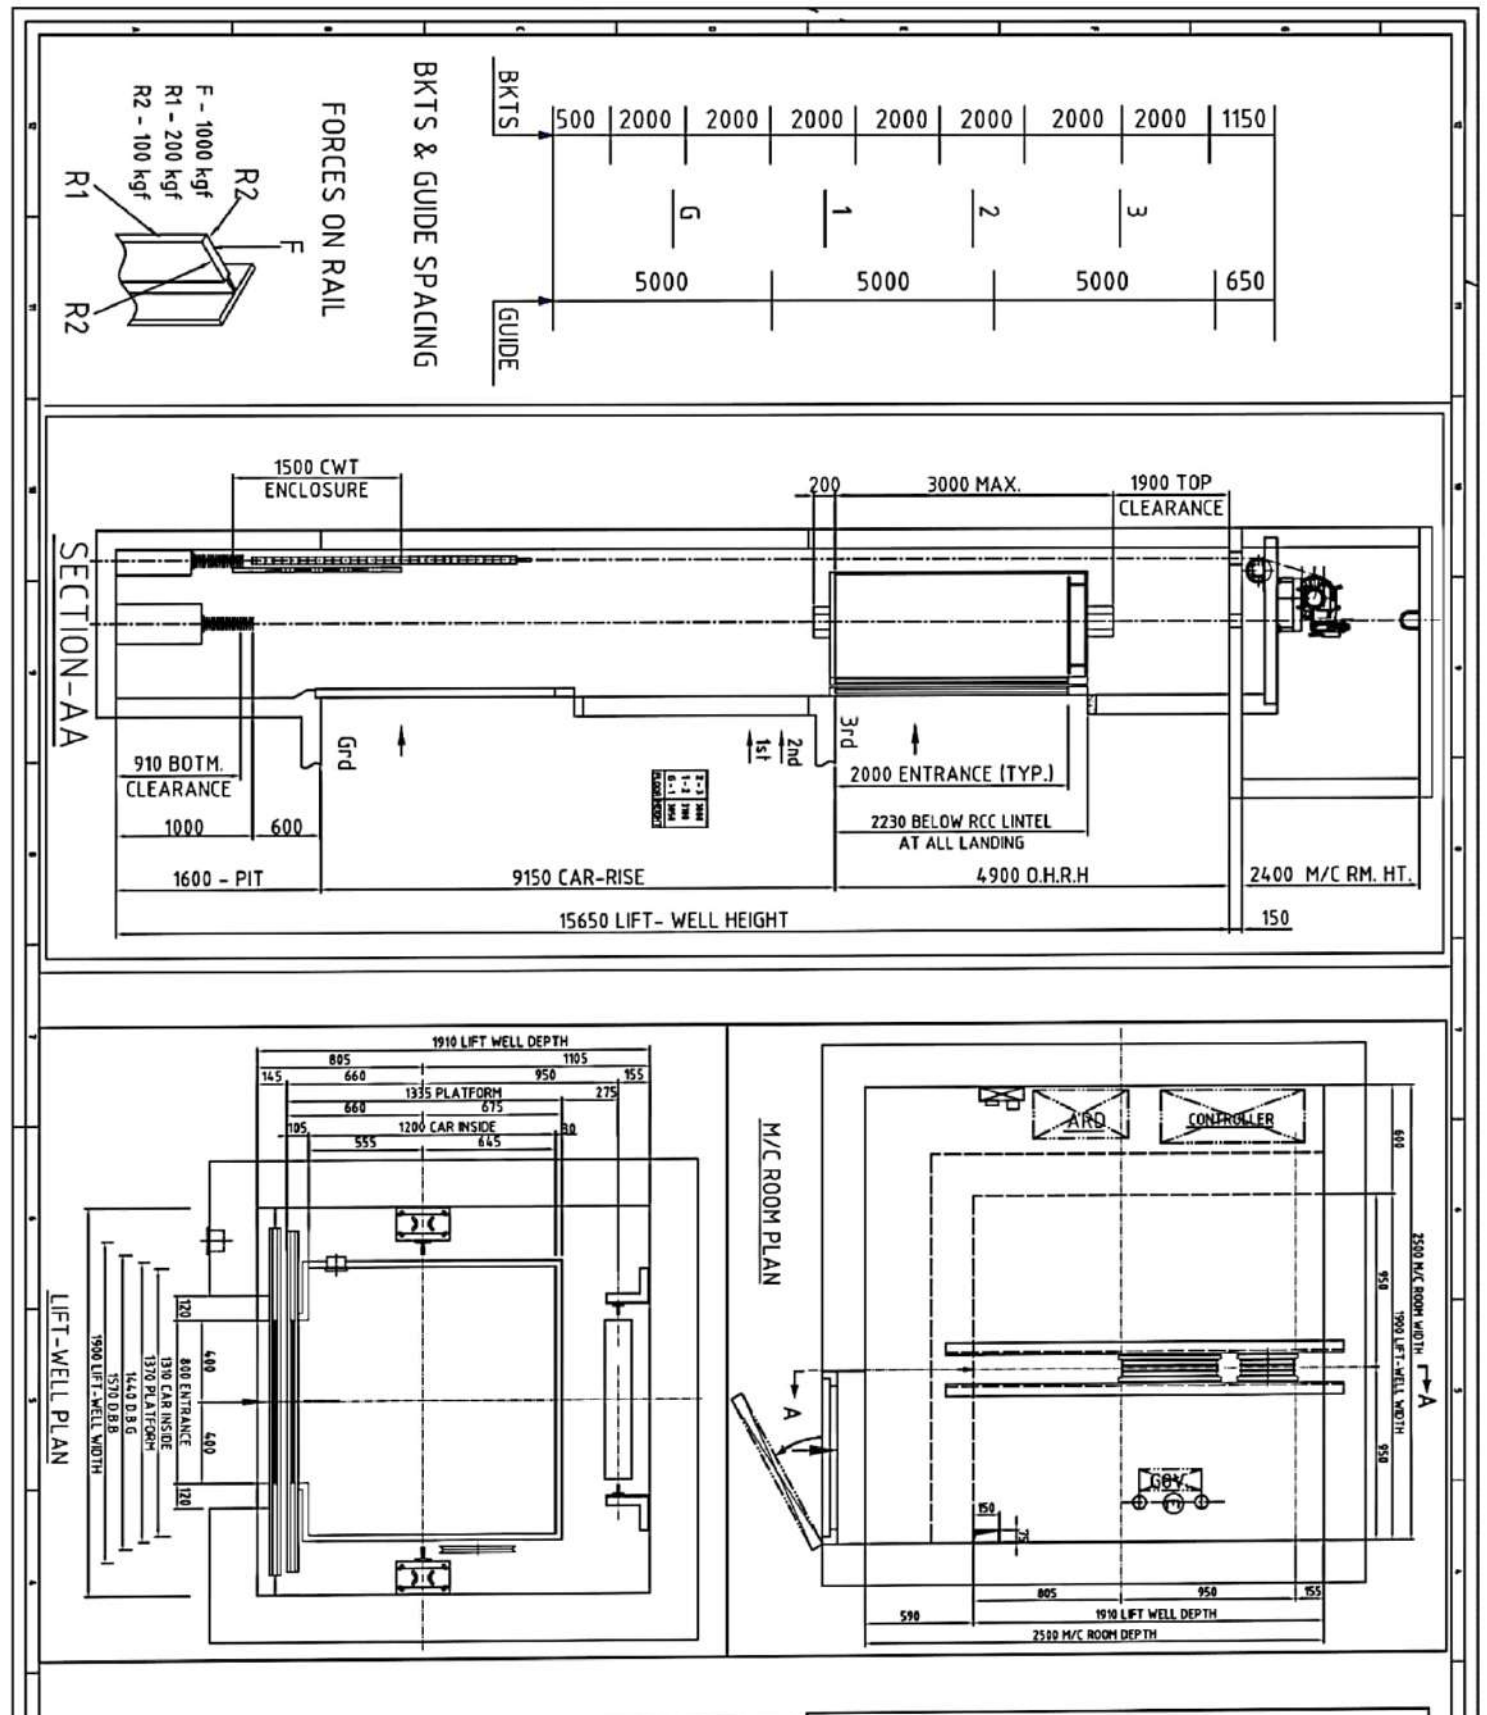 F - 1000 kgf
R1 - 200 kgf
R2 - 100 kgf
R2
R1
F
R2
FORCES ON RAIL
BKTS & GUIDE SPACING
BKTS
500 2000 2000 2000 2000 2000 2000 2000 1150
G 1 2 3
5000 5000 5000 650
GUIDE
1500 CWT
ENCLOSURE
200
3000 MAX.
1900 TOP
CLEARANCE
SECTION-AA
Grd
1st
2nd
3rd
910 BOTM.
CLEARANCE
2000 ENTRANCE (TYP.)
1000
600
2230 BELOW RCC LINTEL
AT ALL LANDING
1600 - PIT
9150 CAR-RISE
4900 O.H.R.H
2400 M/C RM. HT.
15650 LIFT- WELL HEIGHT
150
1910 LIFT WELL DEPTH
805 1105
145 660 950 155
1335 PLATFORM 275
660 675
105 1200 CAR INSIDE 30
555 645
120
400
400
120
800 ENTRANCE
1310 CAR INSIDE
1370 PLATFORM
1440 D.B.G
1570 D.B.B
1900 LIFT-WELL WIDTH
LIFT-WELL PLAN
M/C ROOM PLAN
ARD
CONTROLLER
600
2500 M/C ROOM WIDTH
950
1900 LIFT-WELL WIDTH
950
A
A
GOV.
150
75
805 950 155
590 1910 LIFT WELL DEPTH
2500 M/C ROOM DEPTH